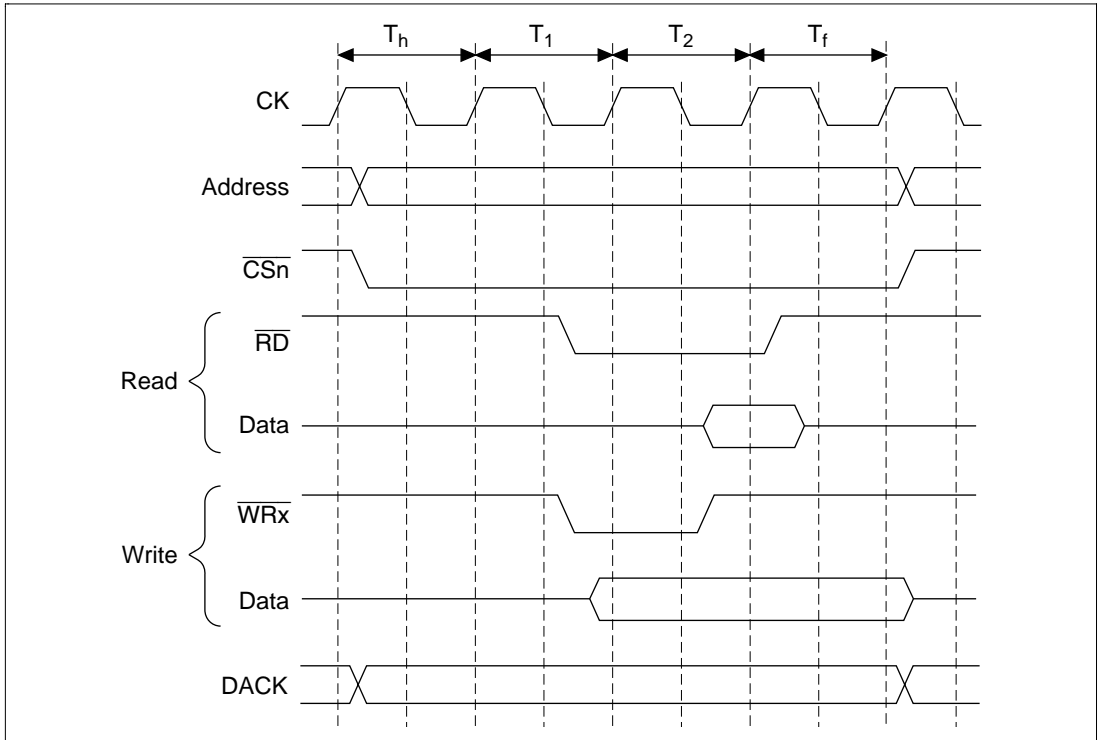 Th T1 T2 Tf
CK
Address
CSn
RD
Read
Data
WRx
Write
Data
DACK